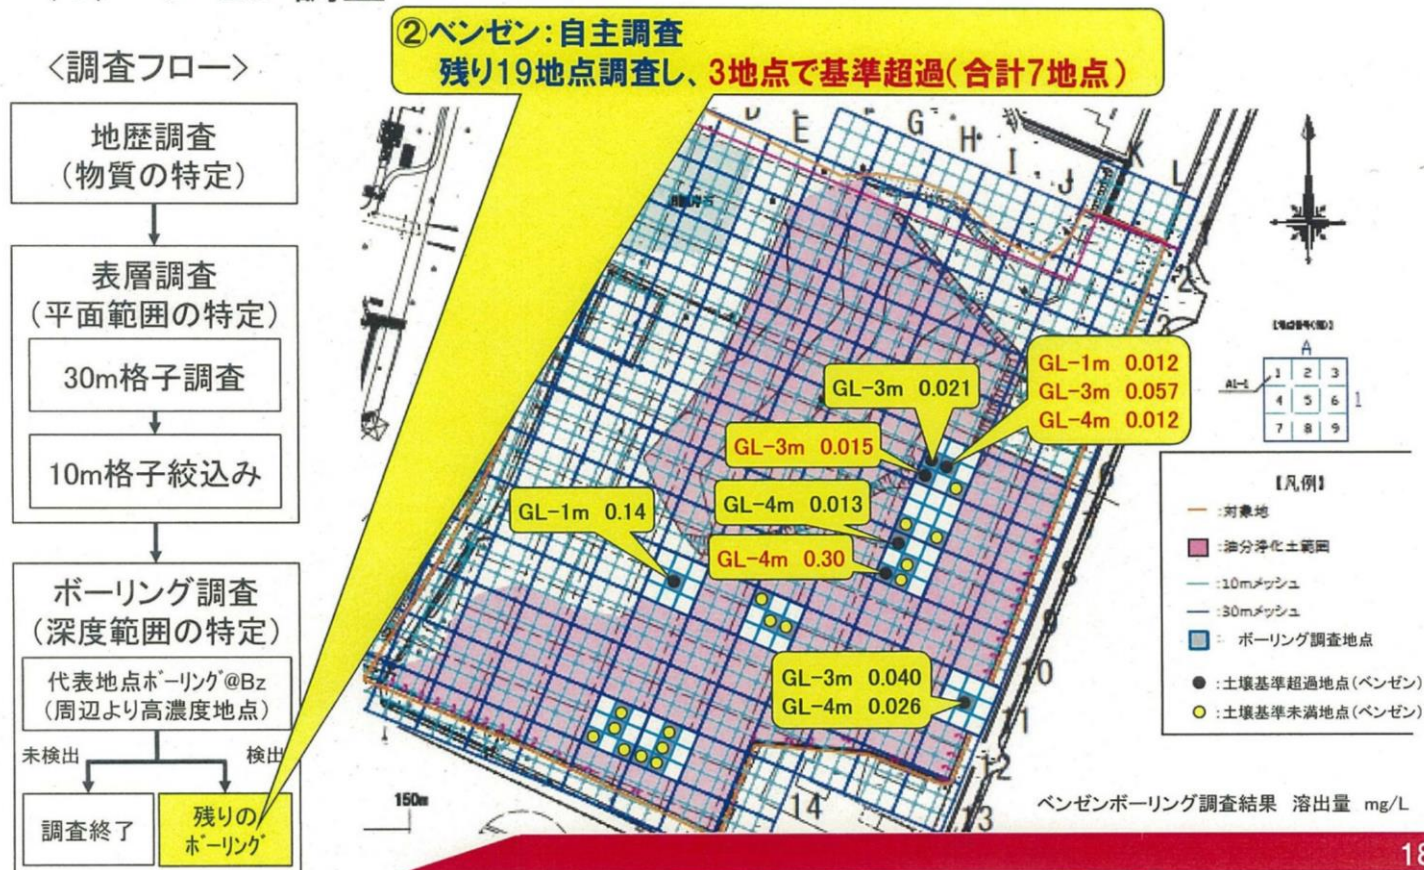 ②ベンゼン：自主調査
残り19地点調査し、3地点で基準超過（合計7地点）
〈調査フロー〉
地歴調査
（物質の特定）
表層調査
（平面範囲の特定）
30m格子調査
10m格子絞込み
ボーリング調査
（深度範囲の特定）
代表地点ボーリング@Bz
（周辺より高濃度地点）
未検出
検出
調査終了
残りの
ボーリング
E
G
H
I
J
K
L
2
3
6
8
9
10
11
12
13
14
GL-3m 0.021
GL-1m 0.012
GL-3m 0.057
GL-4m 0.012
GL-3m 0.015
GL-4m 0.013
GL-1m 0.14
GL-4m 0.30
GL-3m 0.040
GL-4m 0.026
150m
A
A1-1
1 2 3
4 5 6
7 8 9
1
【凡例】
：対象地
：油分浄化土範囲
：10mメッシュ
：30mメッシュ
： ボーリング調査地点
：土壌基準超過地点（ベンゼン）
：土壌基準未満地点（ベンゼン）
ベンゼンボーリング調査結果 溶出量 mg/L
18